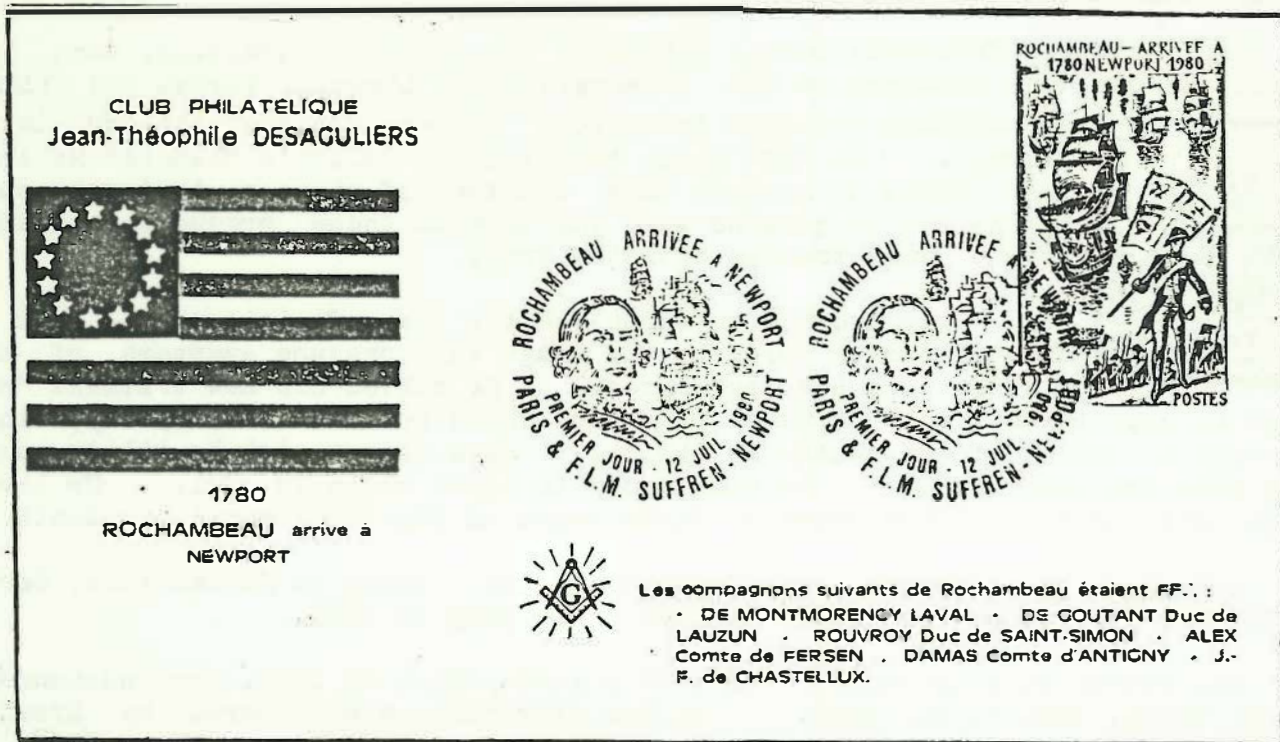 CLUB PHILATÉLIQUE
Jean-Théophile DESAGULIERS
1780
ROCHAMBEAU arrive à
NEWPORT
ROCHAMBEAU ARRIVEE A NEWPORT
PREMIER JOUR - 12 JUIL 1980
PARIS & F.L.M. SUFFREN - NEWPORT
ROCHAMBEAU ARRIVEE A NEWPORT
PREMIER JOUR - 12 JUIL 1980
PARIS & F.L.M. SUFFREN - NEWPORT
ROCHAMBEAU - ARRIVEE A
1780 NEWPORT 1980
POSTES
G
Les compagnons suivants de Rochambeau étaient FF∴ :
· DE MONTMORENCY LAVAL · DE GOUTANT Duc de
LAUZUN · ROUVROY Duc de SAINT-SIMON · ALEX
Comte de FERSEN . DAMAS Comte d'ANTIGNY · J.-
F. de CHASTELLUX.